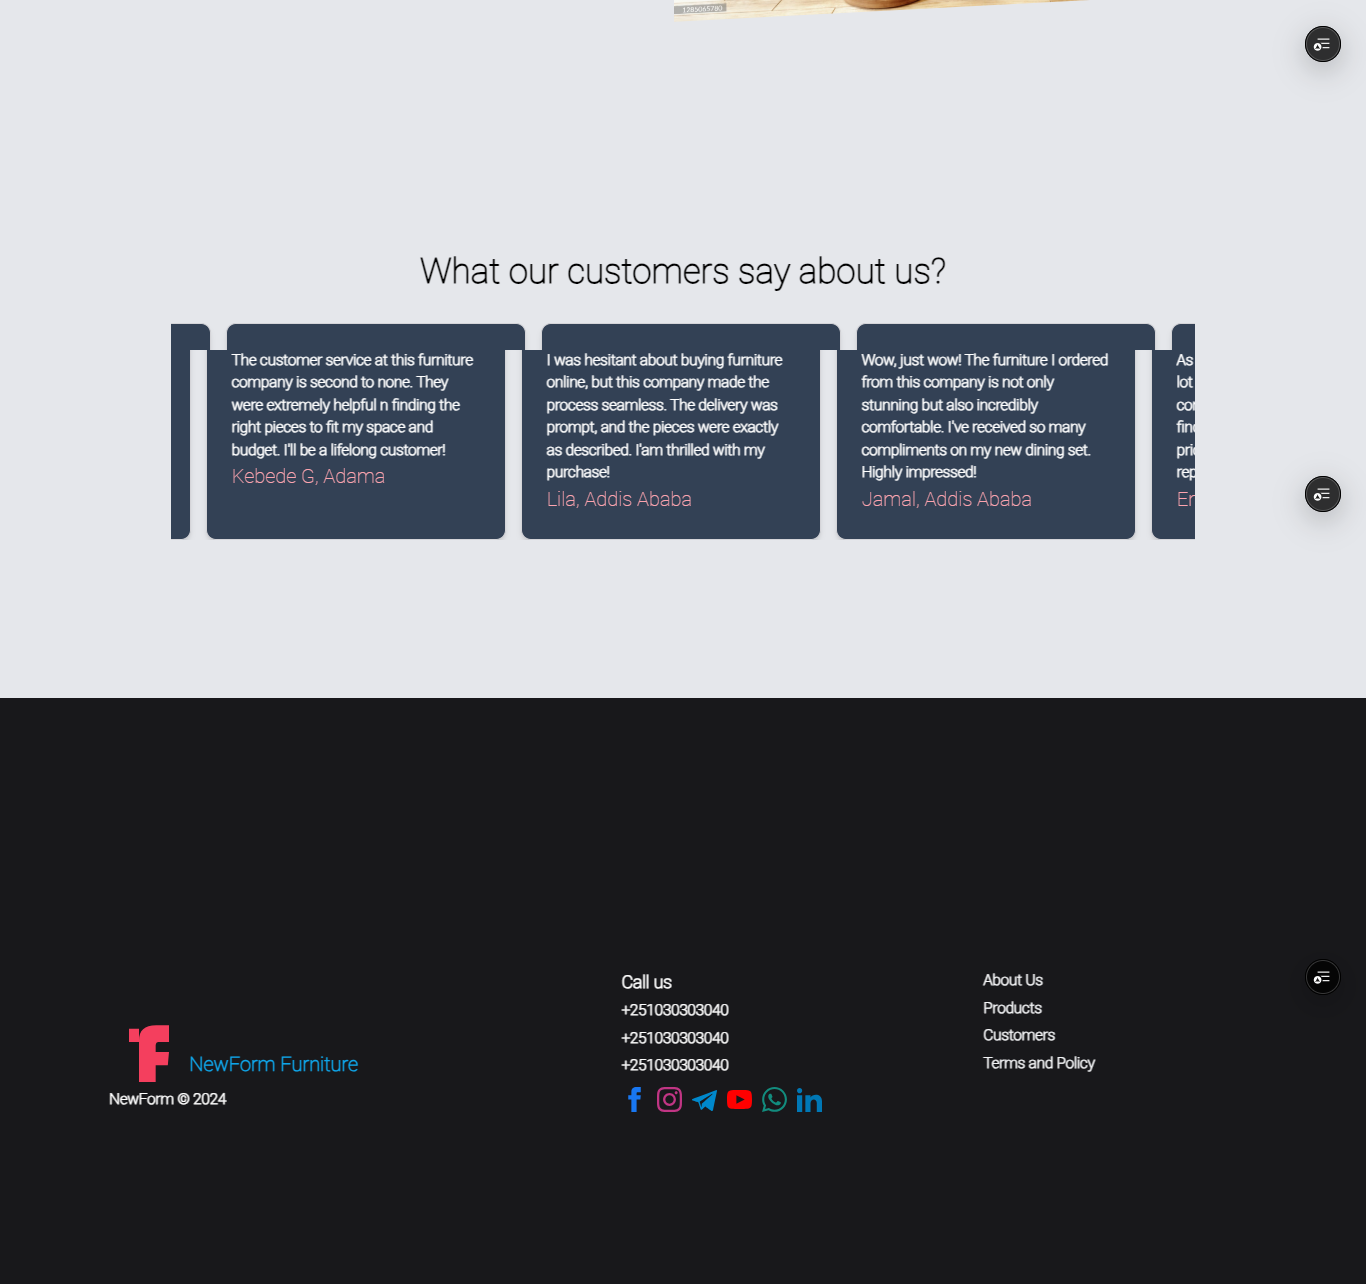 1385065780
What our customers say about us?
The customer service at this furniture
company is second to none. They
were extremely helpful n finding the
right pieces to fit my space and
budget. I'll be a lifelong customer!
Kebede G, Adama
I was hesitant about buying furniture
online, but this company made the
process seamless. The delivery was
prompt, and the pieces were exactly
as described. I'am thrilled with my
purchase!
Lila, Addis Ababa
Wow, just wow! The furniture I ordered
from this company is not only
stunning but also incredibly
comfortable. I've received so many
compliments on my new dining set.
Highly impressed!
Jamal, Addis Ababa
As
lot
NewForm Furniture
NewForm © 2024
Call us
+251030303040
+251030303040
+251030303040
About Us
Products
Customers
Terms and Policy